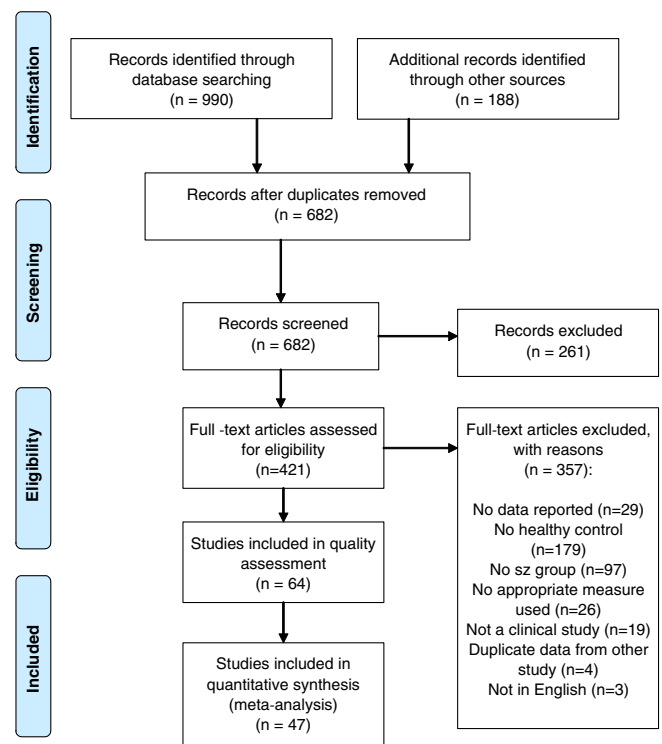 Identification
Records identified through
database searching
(n = 990)
Additional records identified
through other sources
(n = 188)
Records after duplicates removed
(n = 682)
Screening
Records screened
(n = 682)
Records excluded
(n = 261)
Eligibility
Full -text articles assessed
for eligibility
(n=421)
Full-text articles excluded,
with reasons
(n = 357):
No data reported (n=29)
No healthy control
(n=179)
No sz group (n=97)
No appropriate measure
used (n=26)
Not a clinical study (n=19)
Duplicate data from other
study (n=4)
Not in English (n=3)
Studies included in quality
assessment
(n = 64)
Included
Studies included in
quantitative synthesis
(meta-analysis)
(n = 47)